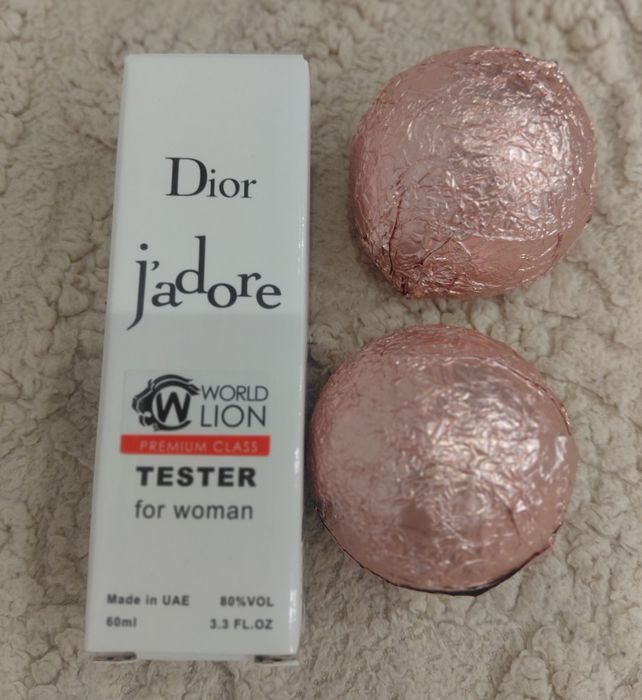 Dior
j'adore
WORLD
LION
PREMIUM CLASS
TESTER
for woman
Made in UAE 80%VOL
60ml 3.3 FL.OZ